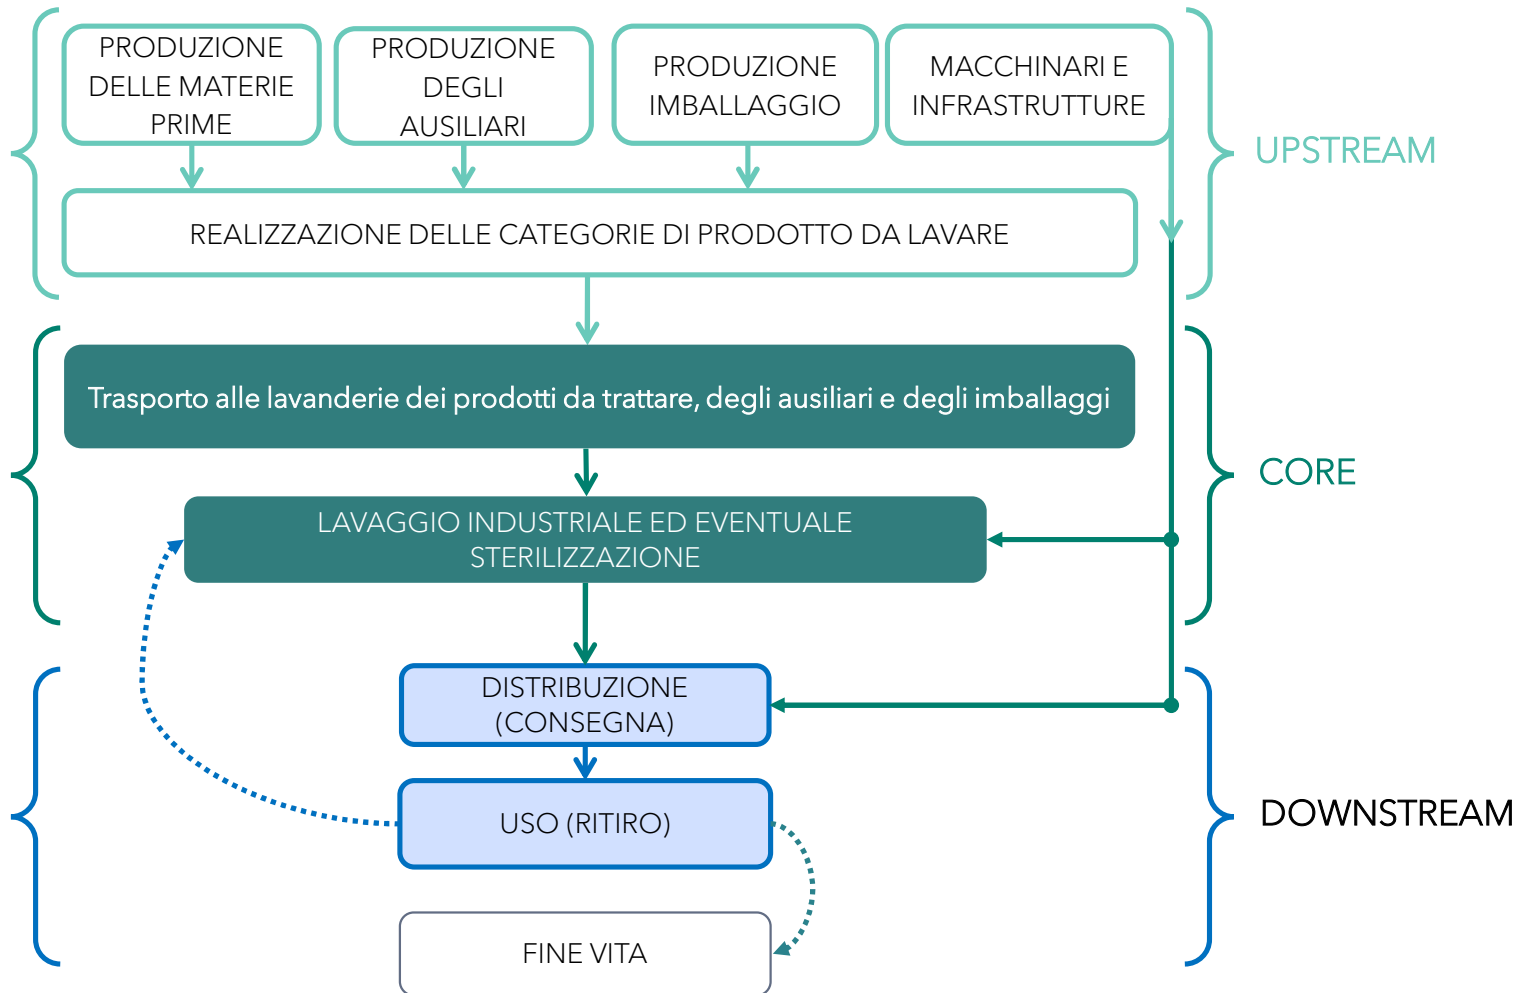 PRODUZIONE
DELLE MATERIE
PRIME
PRODUZIONE
DEGLI
AUSILIARI
PRODUZIONE
IMBALLAGGIO
MACCHINARI E
INFRASTRUTTURE
UPSTREAM
REALIZZAZIONE DELLE CATEGORIE DI PRODOTTO DA LAVARE
Trasporto alle lavanderie dei prodotti da trattare, degli ausiliari e degli imballaggi
CORE
LAVAGGIO INDUSTRIALE ED EVENTUALE
STERILIZZAZIONE
DISTRIBUZIONE
(CONSEGNA)
USO (RITIRO)
DOWNSTREAM
FINE VITA